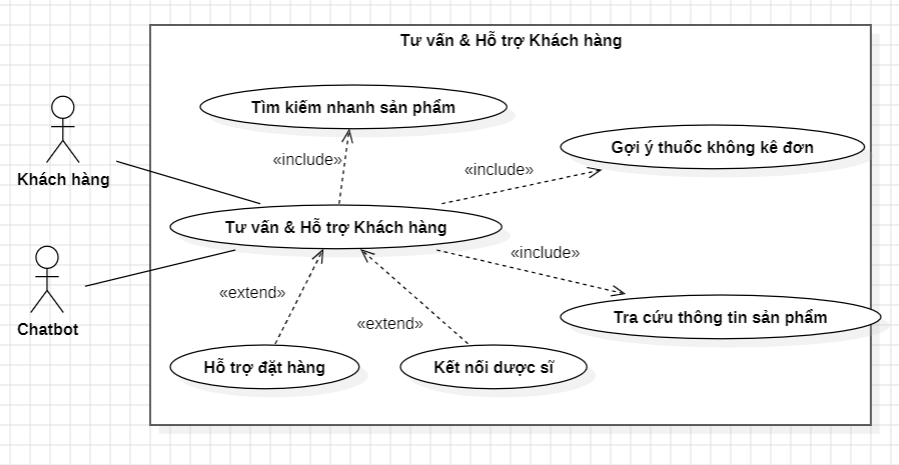 Tư vấn & Hỗ trợ Khách hàng
Tìm kiếm nhanh sản phẩm
Gợi ý thuốc không kê đơn
«include»
«include»
Khách hàng
Tư vấn & Hỗ trợ Khách hàng
«include»
«extend»
Tra cứu thông tin sản phẩm
«extend»
Chatbot
Hỗ trợ đặt hàng
Kết nối dược sĩ